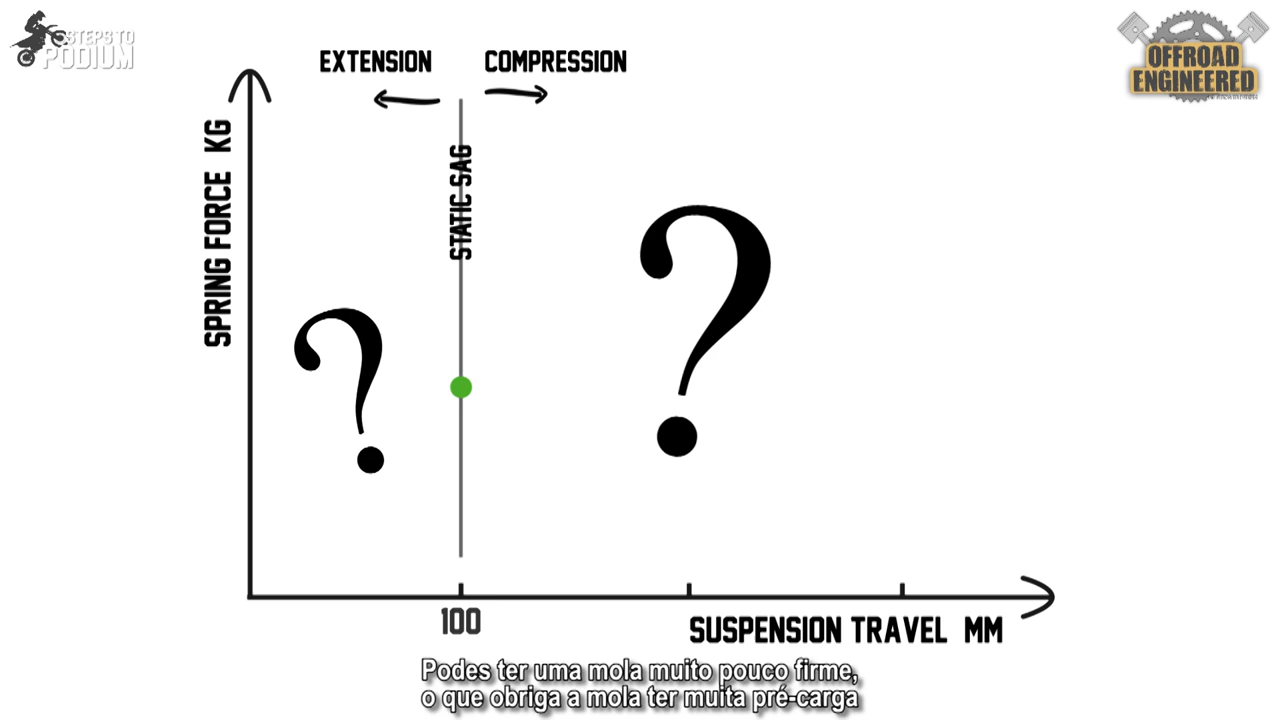 STEPS TO
PODIUM
OFFROAD
ENGINEERED
EXTENSION
COMPRESSION
SPRING FORCE KG
STATIC SAG
100
SUSPENSION TRAVEL MM
Podes ter uma mola muito pouco firme,
o que obriga a mola ter muita pré-carga
?
?